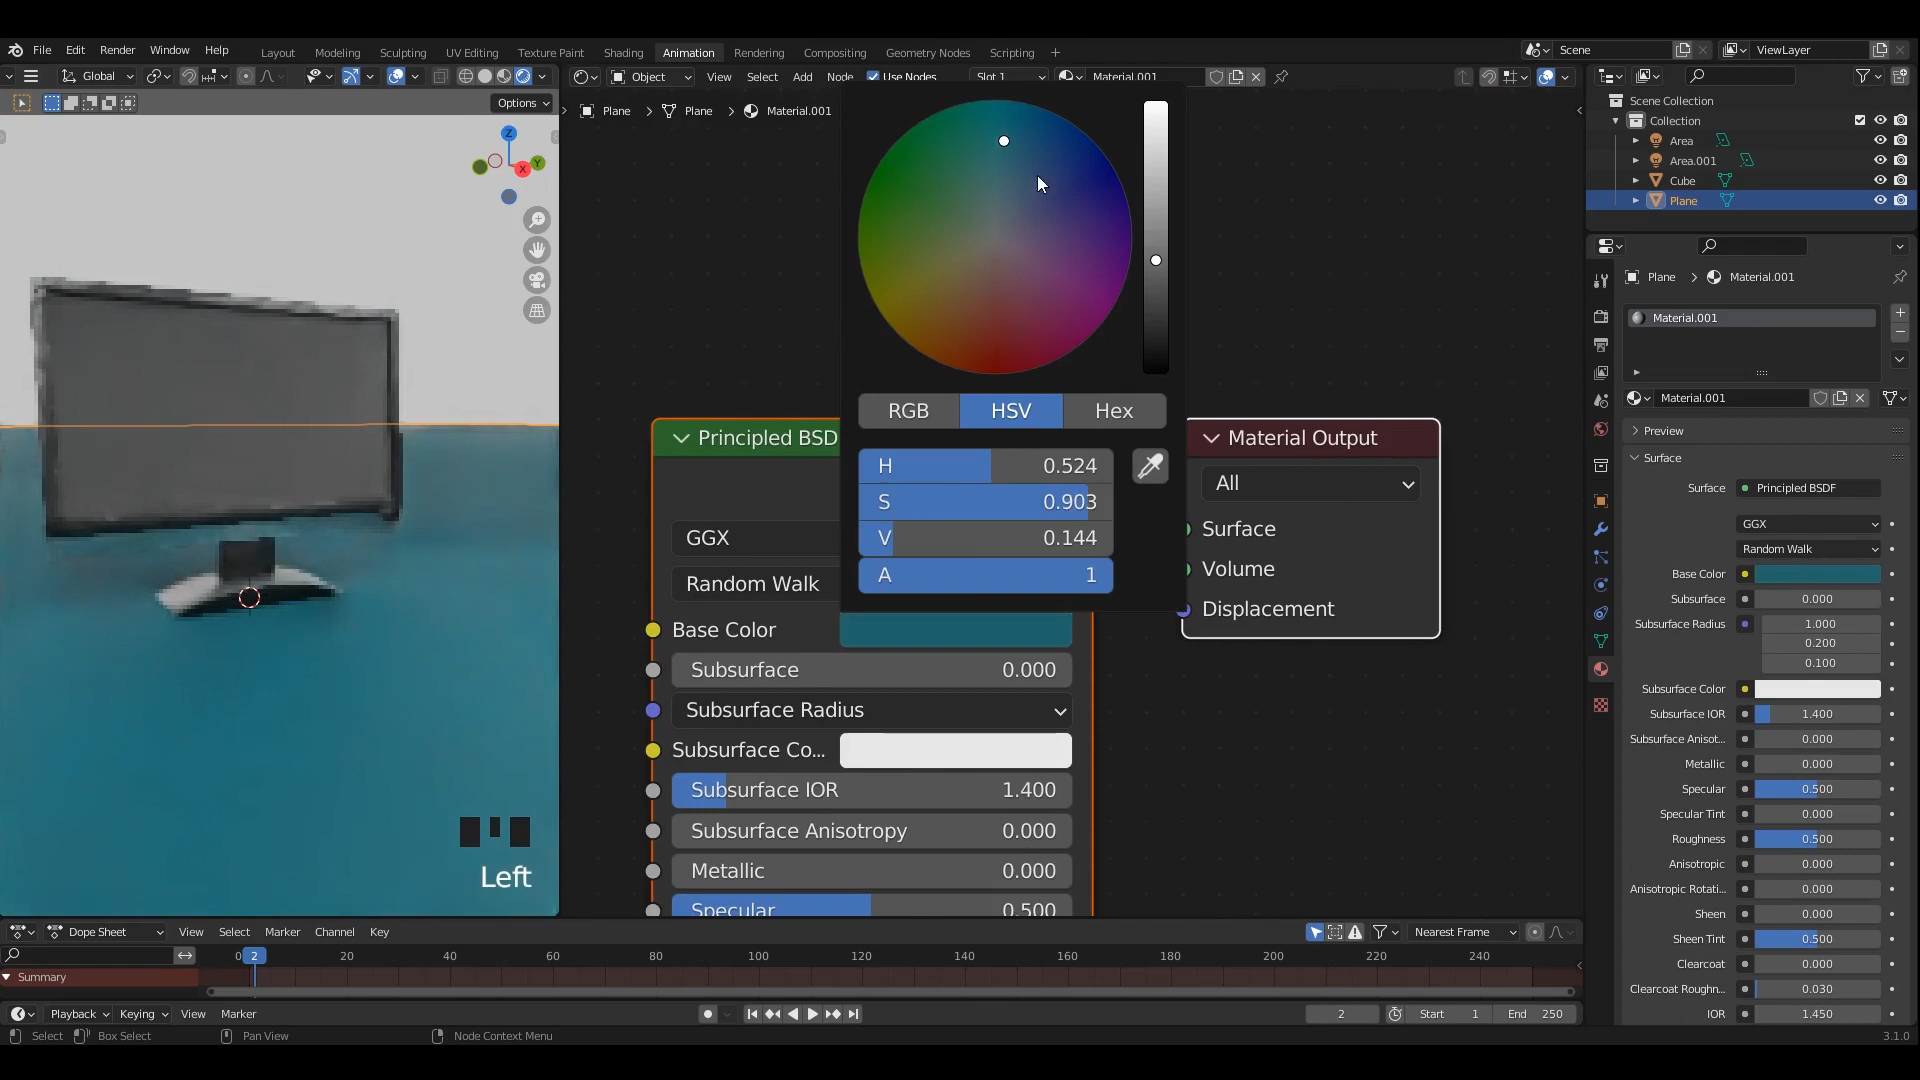 File Edit Render Window Help Layout Modeling Sculpting UV Editing Texture Paint Shading Animation Rendering Compositing Geometry Nodes Scripting + Scene ViewLayer
Global Object View Select Add Node Use Nodes Slot 1 Material.001
Options
Plane > Plane > Material.001
Z
Y
X
RGB HSV Hex
H 0.524
S 0.903
V 0.144
A 1
Principled BSD
GGX
Random Walk
Base Color
Subsurface 0.000
Subsurface Radius
Subsurface Co...
Subsurface IOR 1.400
Subsurface Anisotropy 0.000
Metallic 0.000
Specular 0.500
Material Output
All
Surface
Volume
Displacement
Left
Scene Collection
Collection
Area
Area.001
Cube
Plane
Plane > Material.001
Material.001
Material.001
Preview
Surface
Surface Principled BSDF
GGX
Random Walk
Base Color
Subsurface 0.000
Subsurface Radius 1.000
0.200
0.100
Subsurface Color
Subsurface IOR 1.400
Subsurface Anisot... 0.000
Metallic 0.000
Specular 0.500
Specular Tint 0.000
Roughness 0.500
Anisotropic 0.000
Anisotropic Rotati... 0.000
Sheen 0.000
Sheen Tint 0.500
Clearcoat 0.000
Clearcoat Roughn... 0.030
IOR 1.450
Dope Sheet View Select Marker Channel Key Nearest Frame
0 2 20 40 60 80 100 120 140 160 180 200 220 240
Summary
Playback Keying View Marker 2 Start 1 End 250
Select Box Select Pan View Node Context Menu 3.1.0